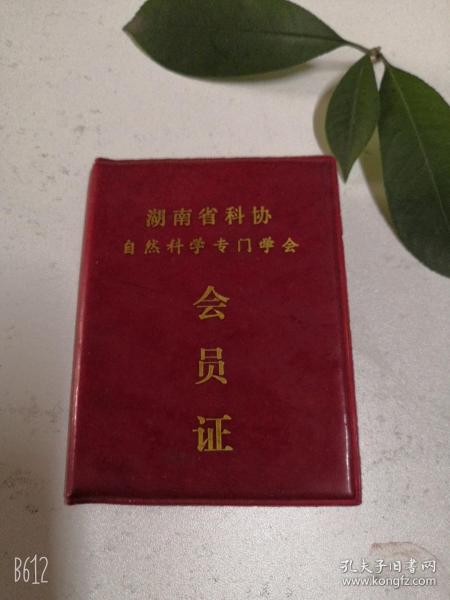 湖南省科协
自然科学专门学会
会
员
证
B612
孔夫子旧书网
www.kongfz.com